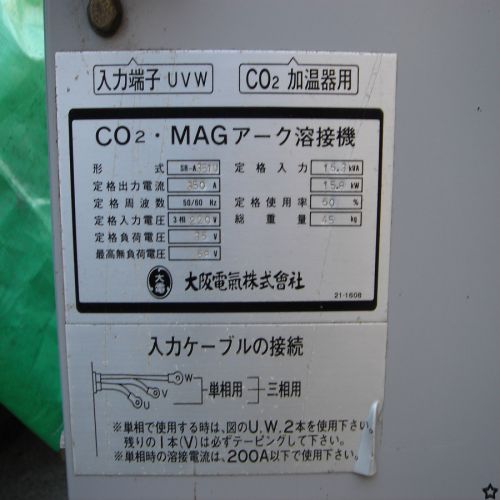 入力端子 UVW
CO₂ 加温器用
CO₂・MAGアーク溶接機
形 式 SR-A3510 定格入力 kVA
定格出力電流 350 A 15.8 kW
定格周波数 50/60 Hz 定格使用率 50 %
定格入力電圧 3相 220 V 総重量 45 kg
定格負荷電圧 V
最高無負荷電圧 V
大阪電氣株式會社
21-1608
入力ケーブルの接続
W
V
U
単相用
三相用
※単相で使用する時は、図のU.W.2本を使用下さい。
残りの1本(V)は必ずテーピングして下さい。
※単相時の溶接電流は、200A以下で使用下さい。